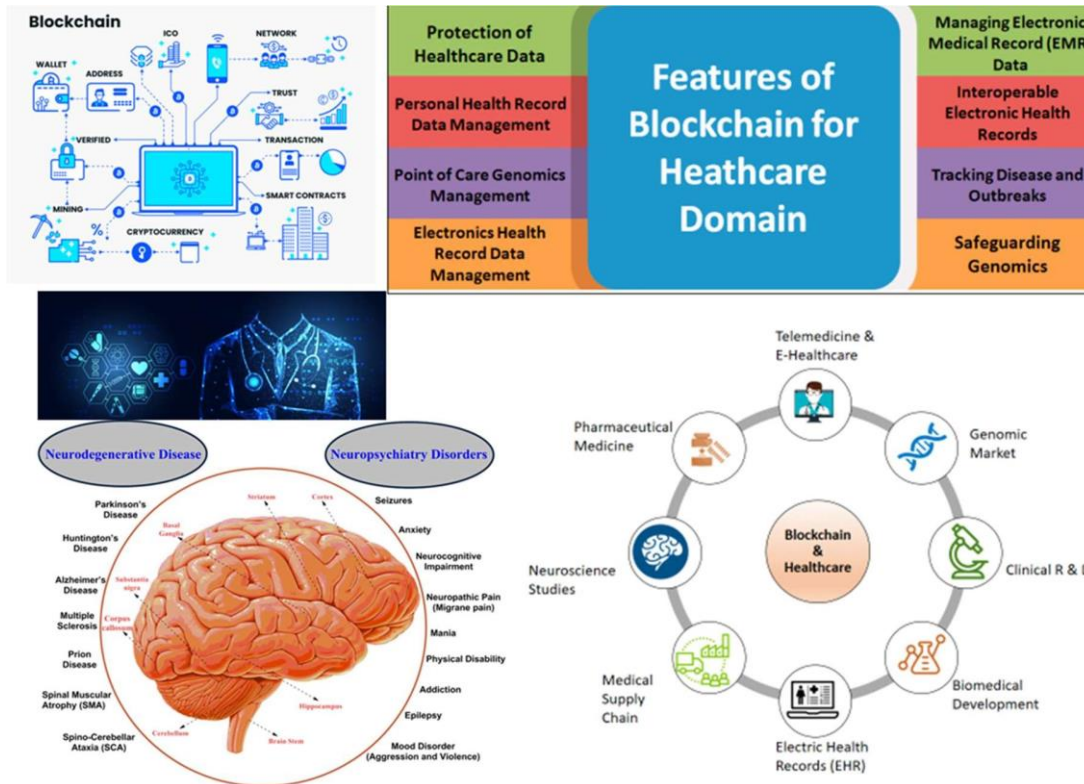 Blockchain
ICO
NETWORK
WALLET
ADDRESS
TRUST
VERIFIED
TRANSACTION
MINING
SMART CONTRACTS
CRYPTOCURRENCY
%
Protection of
Healthcare Data
Personal Health Record
Data Management
Point of Care Genomics
Management
Electronics Health
Record Data
Management
Features of
Blockchain for
Heathcare
Domain
Managing Electronic
Medical Record (EMR)
Data
Interoperable
Electronic Health
Records
Tracking Disease and
Outbreaks
Safeguarding
Genomics
Neurodegenerative Disease
Neuropsychiatry Disorders
Parkinson's
Disease
Huntington's
Disease
Alzheimer's
Disease
Multiple
Sclerosis
Prion
Disease
Spinal Muscular
Atrophy (SMA)
Spino-Cerebellar
Ataxia (SCA)
Striatum
Cortex
Basal
Ganglia
Substantia
nigra
Corpus
callosum
Hippocampus
Cerebellum
Brain Stem
Seizures
Anxiety
Neurocognitive
Impairment
Neuropathic Pain
(Migrane pain)
Mania
Physical Disability
Addiction
Epilepsy
Mood Disorder
(Aggression and Violence)
Telemedicine &
E-Healthcare
Pharmaceutical
Medicine
Genomic
Market
Blockchain
&
Healthcare
Neuroscience
Studies
Clinical R &
Medical
Supply
Chain
Biomedical
Development
Electric Health
Records (EHR)